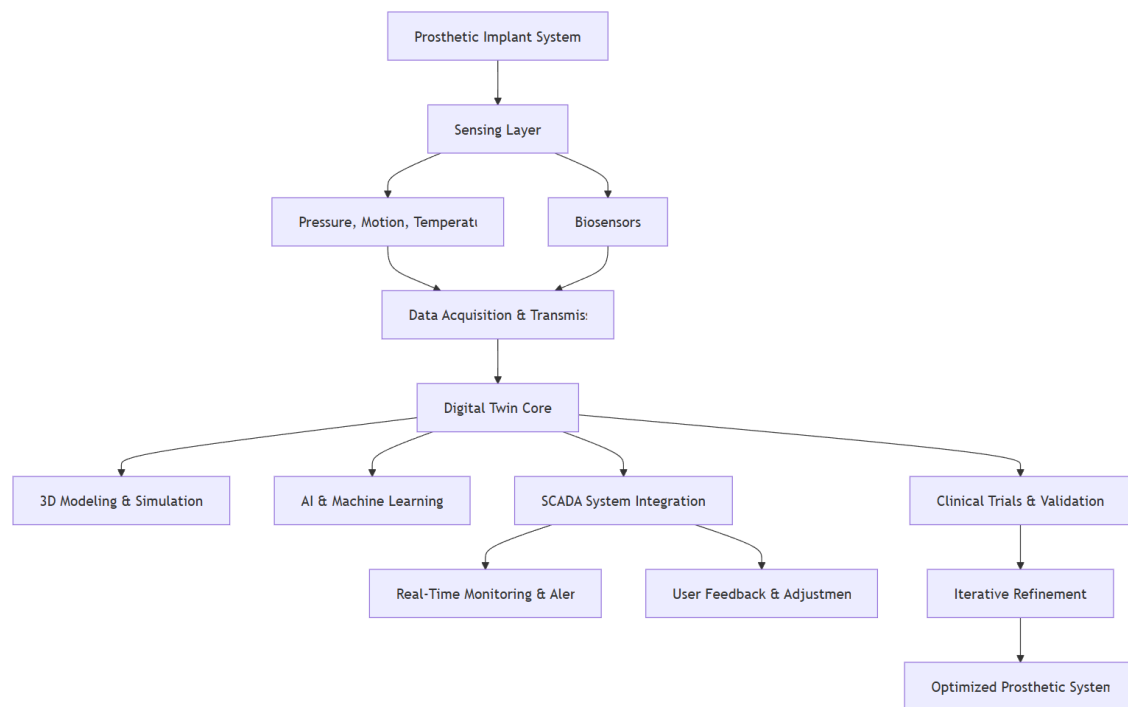 Prosthetic Implant System
Sensing Layer
Pressure, Motion, Temperatu
Biosensors
Data Acquisition & Transmis
Digital Twin Core
3D Modeling & Simulation
AI & Machine Learning
SCADA System Integration
Clinical Trials & Validation
Real-Time Monitoring & Aler
User Feedback & Adjustmen
Iterative Refinement
Optimized Prosthetic System